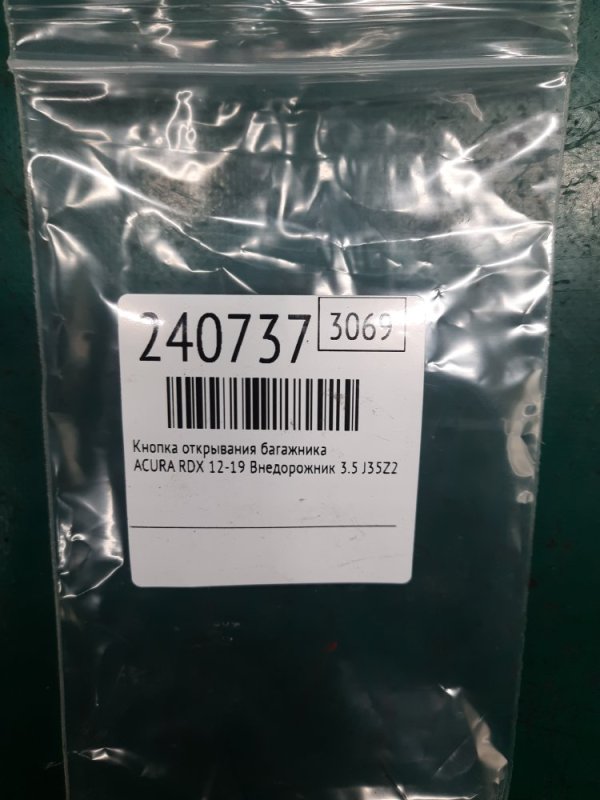 240737 3069
Кнопка открывания багажника
ACURA RDX 12-19 Внедорожник 3.5 J35Z2